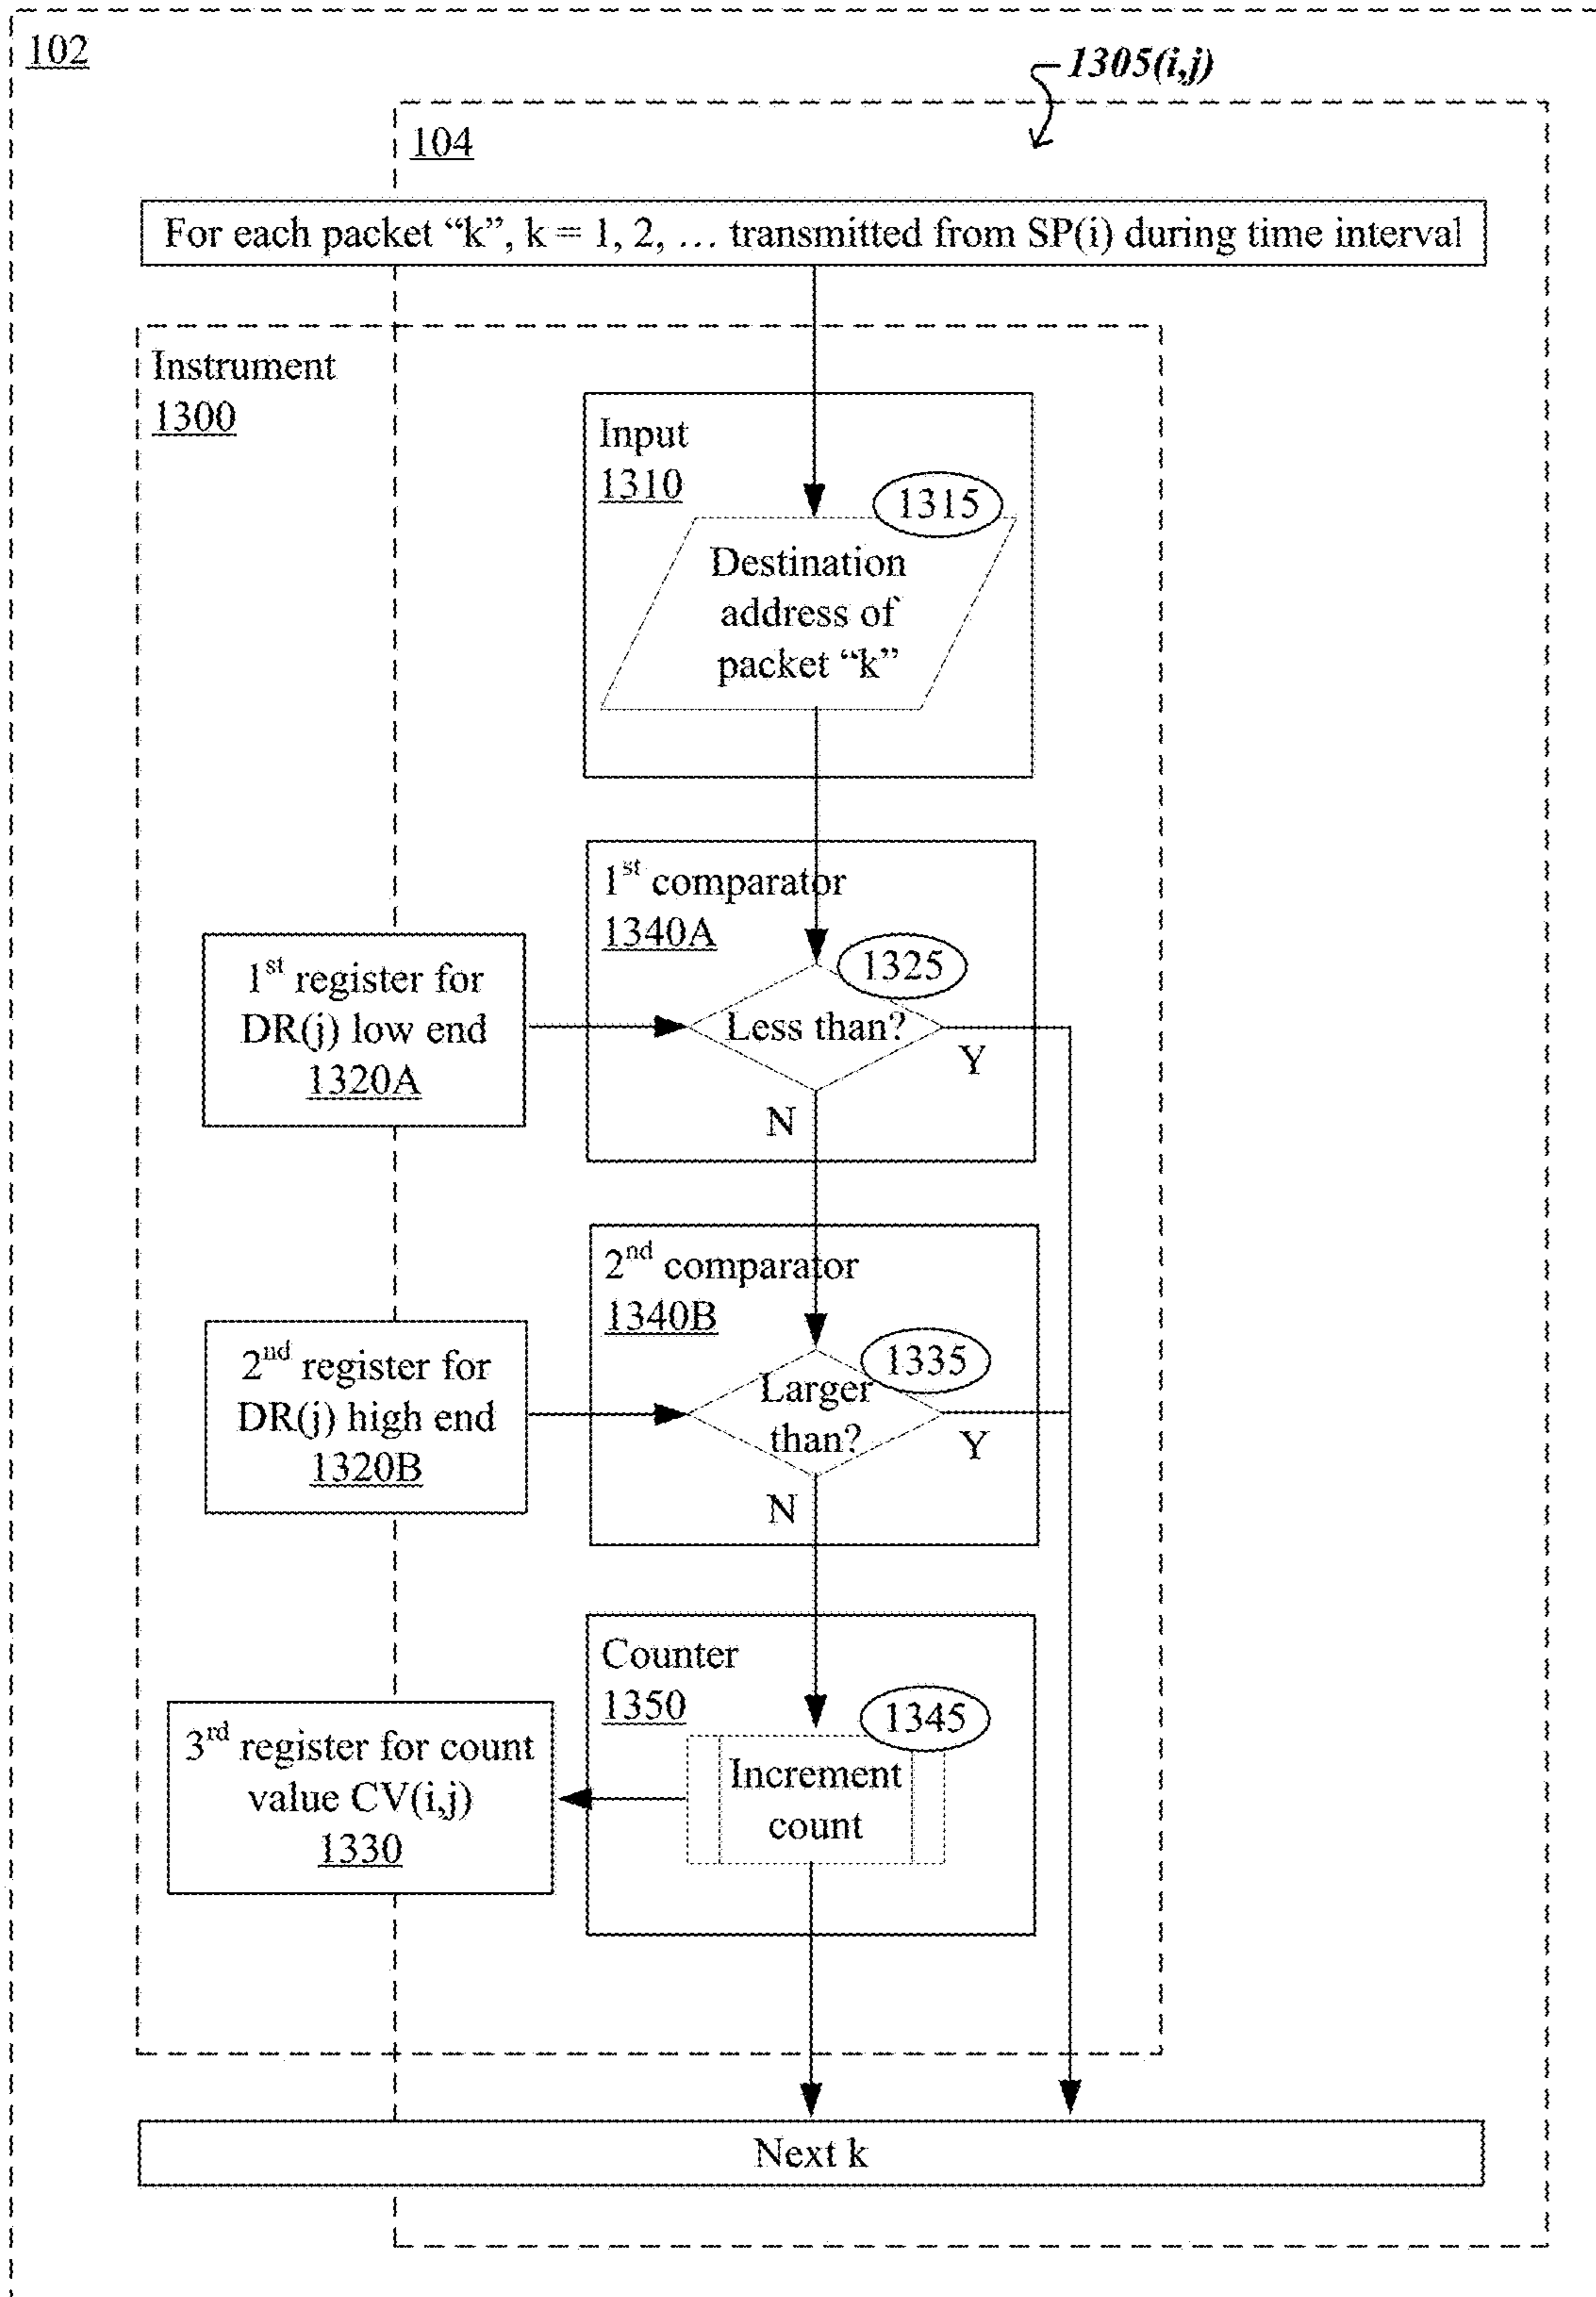 102
1305(i,j)
104
For each packet “k”, k = 1, 2, … transmitted from SP(i) during time interval
Instrument
1300
Input
1310
1315
Destination
address of
packet “k”
1st comparator
1340A
1325
1st register for
DR(j) low end
1320A
Less than?
Y
N
2nd comparator
1340B
1335
2nd register for
DR(j) high end
1320B
Larger
than?
Y
N
Counter
1350
1345
3rd register for count
value CV(i,j)
1330
Increment
count
Next k